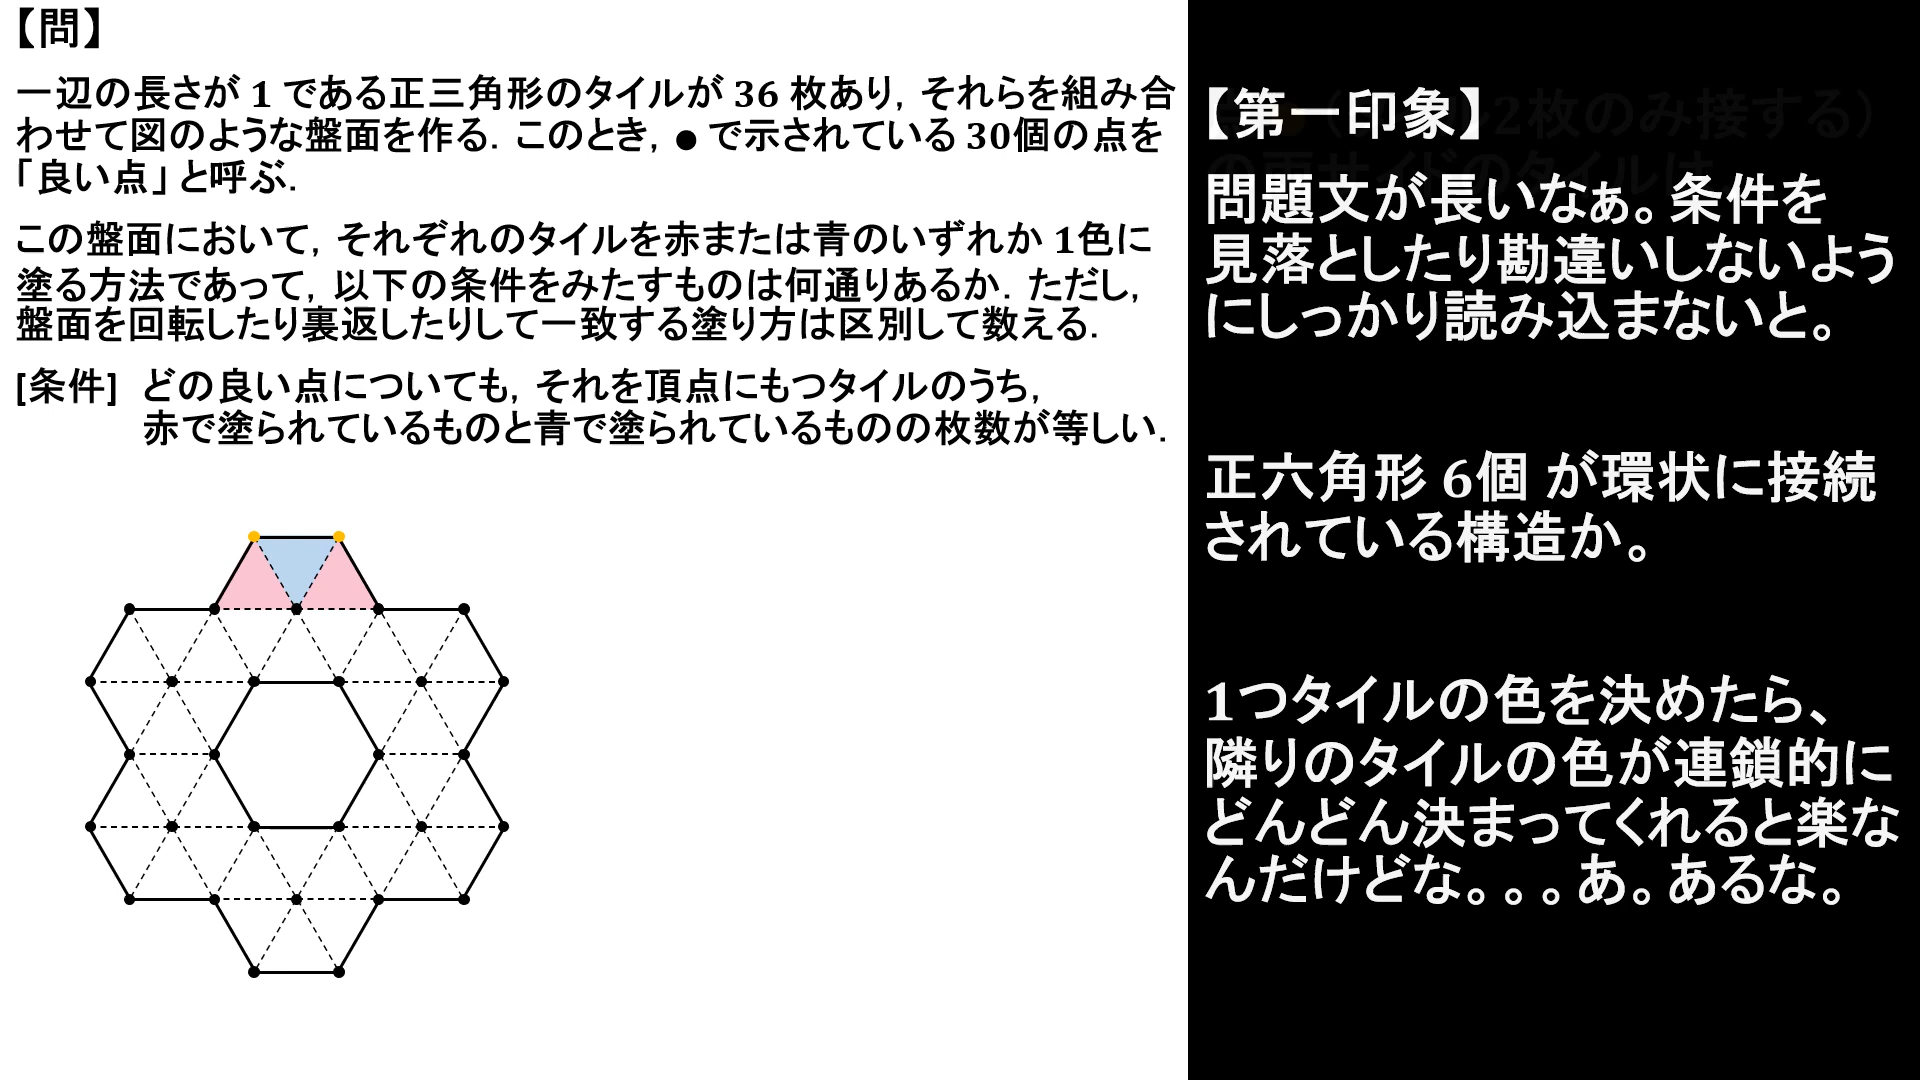 【問】
一辺の長さが 1 である正三角形のタイルが 36 枚あり, それらを組み合
わせて図のような盤面を作る. このとき, ● で示されている 30個の点を
「良い点」と呼ぶ.
この盤面において, それぞれのタイルを赤または青のいずれか 1色に
塗る方法であって, 以下の条件をみたすものは何通りあるか. ただし,
盤面を回転したり裏返したりして一致する塗り方は区別して数える.
[条件] どの良い点についても, それを頂点にもつタイルのうち,
赤で塗られているものと青で塗られているものの枚数が等しい.
【第一印象】
問題文が長いなぁ。条件を
見落としたり勘違いしないよう
にしっかり読み込まないと。
正六角形 6個 が環状に接続
されている構造か。
1つタイルの色を決めたら、
隣りのタイルの色が連鎖的に
どんどん決まってくれると楽な
んだけどな。。。あ。あるな。